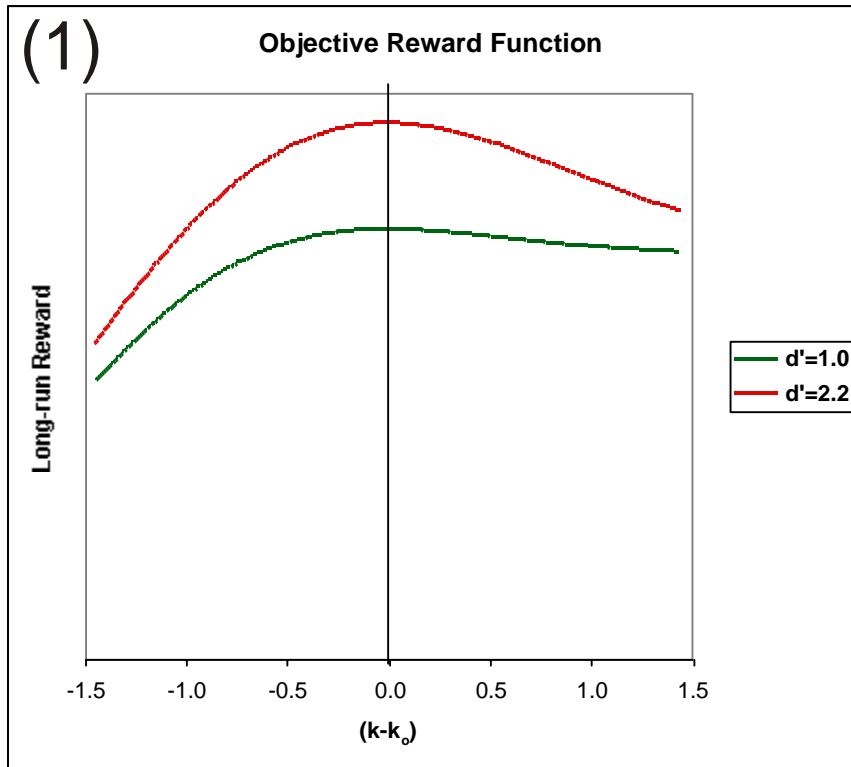 (1)
Objective Reward Function
Long-run Reward
d'=1.0
d'=2.2
-1.5 -1.0 -0.5 0.0 0.5 1.0 1.5
(k-kₒ)